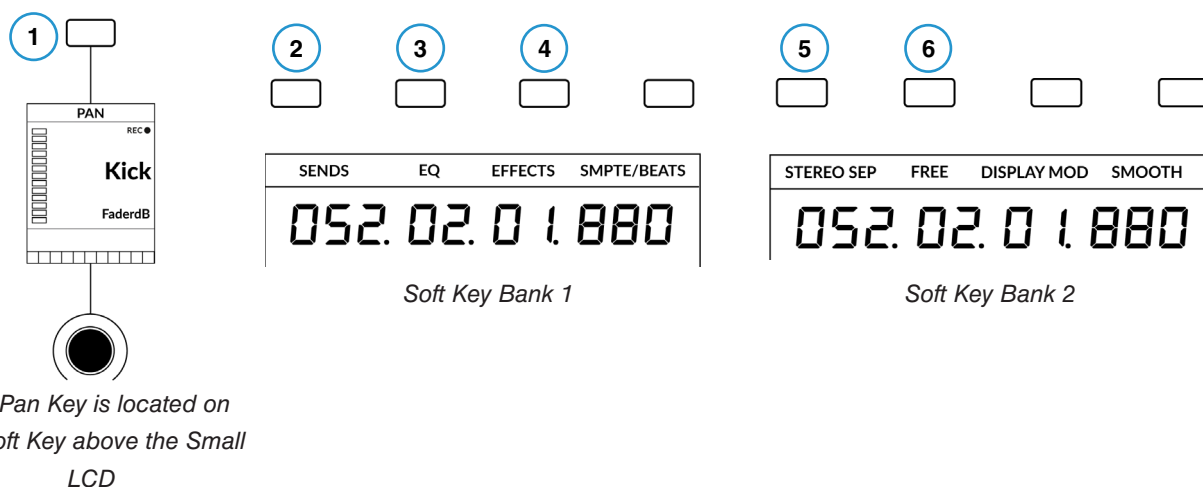 1
2
3
4
5
6
PAN
REC
Kick
FaderdB
SENDS EQ EFFECTS SMPTE/BEATS
052.02.01.880
Soft Key Bank 1
STEREO SEP FREE DISPLAY MOD SMOOTH
052.02.01.880
Soft Key Bank 2
Pan Key is located on
Key above the Small
LCD